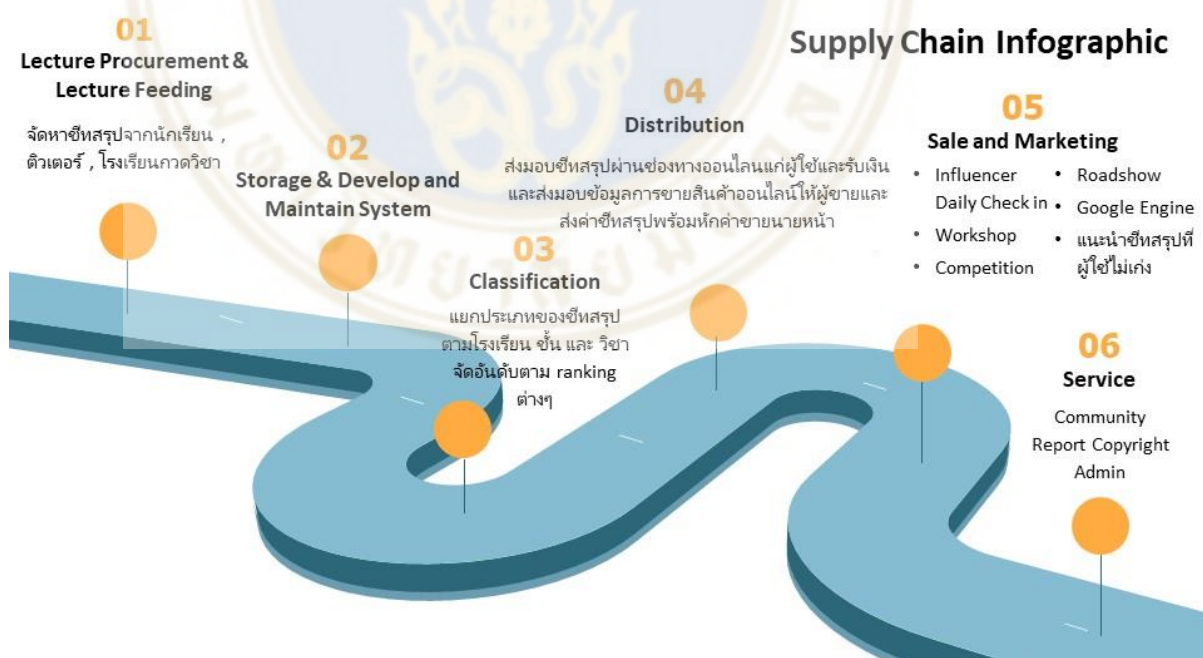 Supply Chain Infographic
01
Lecture Procurement &
Lecture Feeding
จัดหาชีทสรุปจากนักเรียน ,
ติวเตอร์ , โรงเรียนกวดวิชา
02
Storage & Develop and
Maintain System
03
Classification
แยกประเภทของชีทสรุป
ตามโรงเรียน ชั้น และ วิชา
จัดอันดับตาม ranking
ต่างๆ
04
Distribution
ส่งมอบชีทสรุปผ่านช่องทางออนไลนแก่ผู้ใช้และรับเงิน
และส่งมอบข้อมูลการขายสินค้าออนไลน์ให้ผู้ขายและ
ส่งค่าชีทสรุปพร้อมหักค่าขายนายหน้า
05
Sale and Marketing
• Influencer
Daily Check in
• Workshop
• Competition
• Roadshow
• Google Engine
• แนะนำชีทสรุปที่
ผู้ใช้ไม่เก่ง
06
Service
Community
Report Copyright
Admin